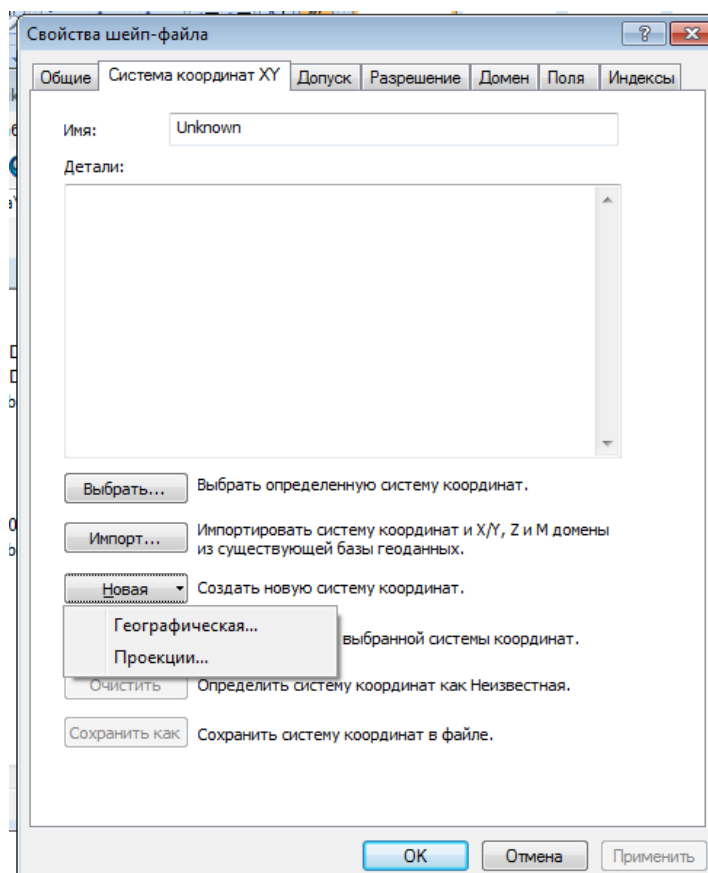 Свойства шейп-файла
Общие Система координат XY Допуск Разрешение Домен Поля Индексы
Имя: Unknown
Детали:
Выбрать... Выбрать определенную систему координат.
Импорт... Импортировать систему координат и X/Y, Z и M домены
из существующей базы геоданных.
Новая Создать новую систему координат.
Географическая...
выбранной системы координат.
Проекции...
Очистить Определить систему координат как Неизвестная.
Сохранить как Сохранить систему координат в файле.
OK Отмена Применить